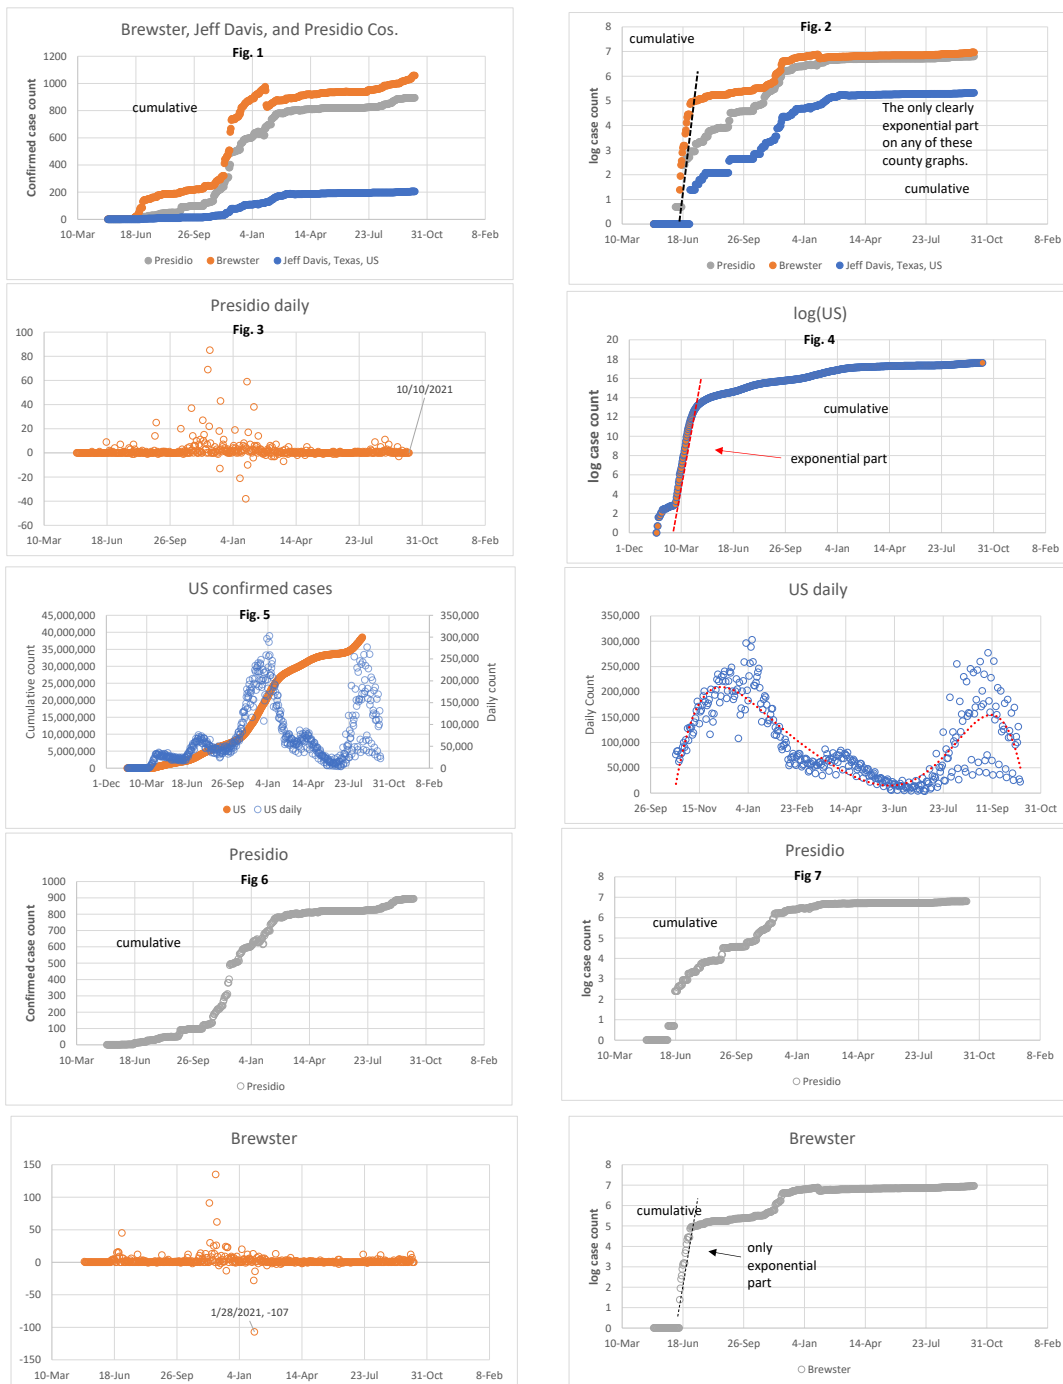 Brewster, Jeff Davis, and Presidio Cos.
Fig. 1
1200
1000
800
600
400
200
0
Confirmed case count
cumulative
10-Mar 18-Jun 26-Sep 4-Jan 14-Apr 23-Jul 31-Oct 8-Feb
Presidio Brewster Jeff Davis, Texas, US
Fig. 2
cumulative
8
7
6
5
4
3
2
1
0
log case count
The only clearly
exponential part
on any of these
county graphs.
cumulative
10-Mar 18-Jun 26-Sep 4-Jan 14-Apr 23-Jul 31-Oct 8-Feb
Presidio Brewster Jeff Davis, Texas, US
Presidio daily
Fig. 3
100
80
60
40
20
0
-20
-40
-60
10/10/2021
10-Mar 18-Jun 26-Sep 4-Jan 14-Apr 23-Jul 31-Oct 8-Feb
log(US)
Fig. 4
20
18
16
14
12
10
8
6
4
2
0
log case count
cumulative
exponential part
1-Dec 10-Mar 18-Jun 26-Sep 4-Jan 14-Apr 23-Jul 31-Oct 8-Feb
US confirmed cases
Fig. 5
45,000,000
40,000,000
35,000,000
30,000,000
25,000,000
20,000,000
15,000,000
10,000,000
5,000,000
0
Cumulative count
350,000
300,000
250,000
200,000
150,000
100,000
50,000
0
Daily count
1-Dec 10-Mar 18-Jun 26-Sep 4-Jan 14-Apr 23-Jul 31-Oct 8-Feb
US US daily
US daily
350,000
300,000
250,000
200,000
150,000
100,000
50,000
0
Daily Count
26-Sep 15-Nov 4-Jan 23-Feb 14-Apr 3-Jun 23-Jul 11-Sep 31-Oct
Presidio
Fig 6
1000
900
800
700
600
500
400
300
200
100
0
Confirmed case count
cumulative
10-Mar 18-Jun 26-Sep 4-Jan 14-Apr 23-Jul 31-Oct 8-Feb
Presidio
Presidio
Fig 7
8
7
6
5
4
3
2
1
0
log case count
cumulative
10-Mar 18-Jun 26-Sep 4-Jan 14-Apr 23-Jul 31-Oct 8-Feb
Presidio
Brewster
150
100
50
0
-50
-100
-150
1/28/2021, -107
10-Mar 18-Jun 26-Sep 4-Jan 14-Apr 23-Jul 31-Oct 8-Feb
Brewster
8
7
6
5
4
3
2
1
0
log case count
cumulative
only
exponential
part
10-Mar 18-Jun 26-Sep 4-Jan 14-Apr 23-Jul 31-Oct 8-Feb
Brewster